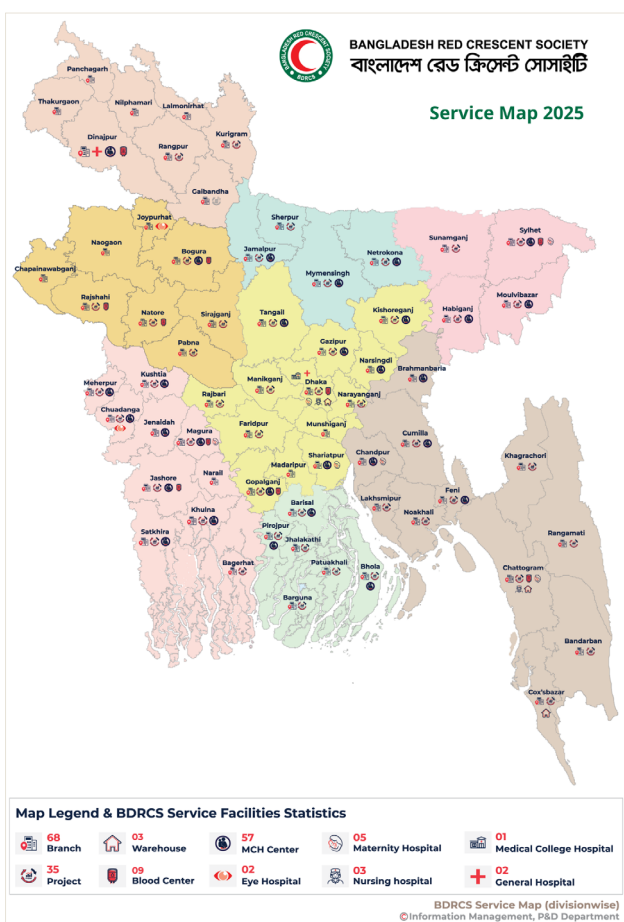 BANGLADESH RED CRESCENT SOCIETY
বাংলাদেশ রেড ক্রিসেন্ট সোসাইটি
BANGLADESH RED CRESCENT SOCIETY
BDRCS
Service Map 2025
Panchagarh
Thakurgaon
Nilphamari
Lalmonirhat
Dinajpur
Rangpur
Kurigram
Gaibandha
Joypurhat
Naogaon
Bogura
Chapainawabganj
Rajshahi
Natore
Sirajganj
Pabna
Sherpur
Jamalpur
Netrokona
Mymensingh
Sunamganj
Sylhet
Habiganj
Moulvibazar
Tangail
Kishoreganj
Gazipur
Narsingdi
Manikganj
Dhaka
Rajbari
Narayanganj
Faridpur
Munshiganj
Shariatpur
Madaripur
Gopalganj
Kushtia
Meherpur
Chuadanga
Jenaidah
Magura
Jashore
Narail
Khulna
Satkhira
Bagerhat
Barisal
Pirojpur
Jhalakathi
Patuakhali
Bhola
Barguna
Brahmanbaria
Cumilla
Chandpur
Lakhsmipur
Noakhali
Feni
Khagrachori
Rangamati
Chattogram
Bandarban
Cox'sbazar
Map Legend & BDRCS Service Facilities Statistics
68
Branch
03
Warehouse
57
MCH Center
05
Maternity Hospital
01
Medical College Hospital
35
Project
09
Blood Center
02
Eye Hospital
03
Nursing hospital
02
General Hospital
BDRCS Service Map (divisionwise)
©Information Management, P&D Department